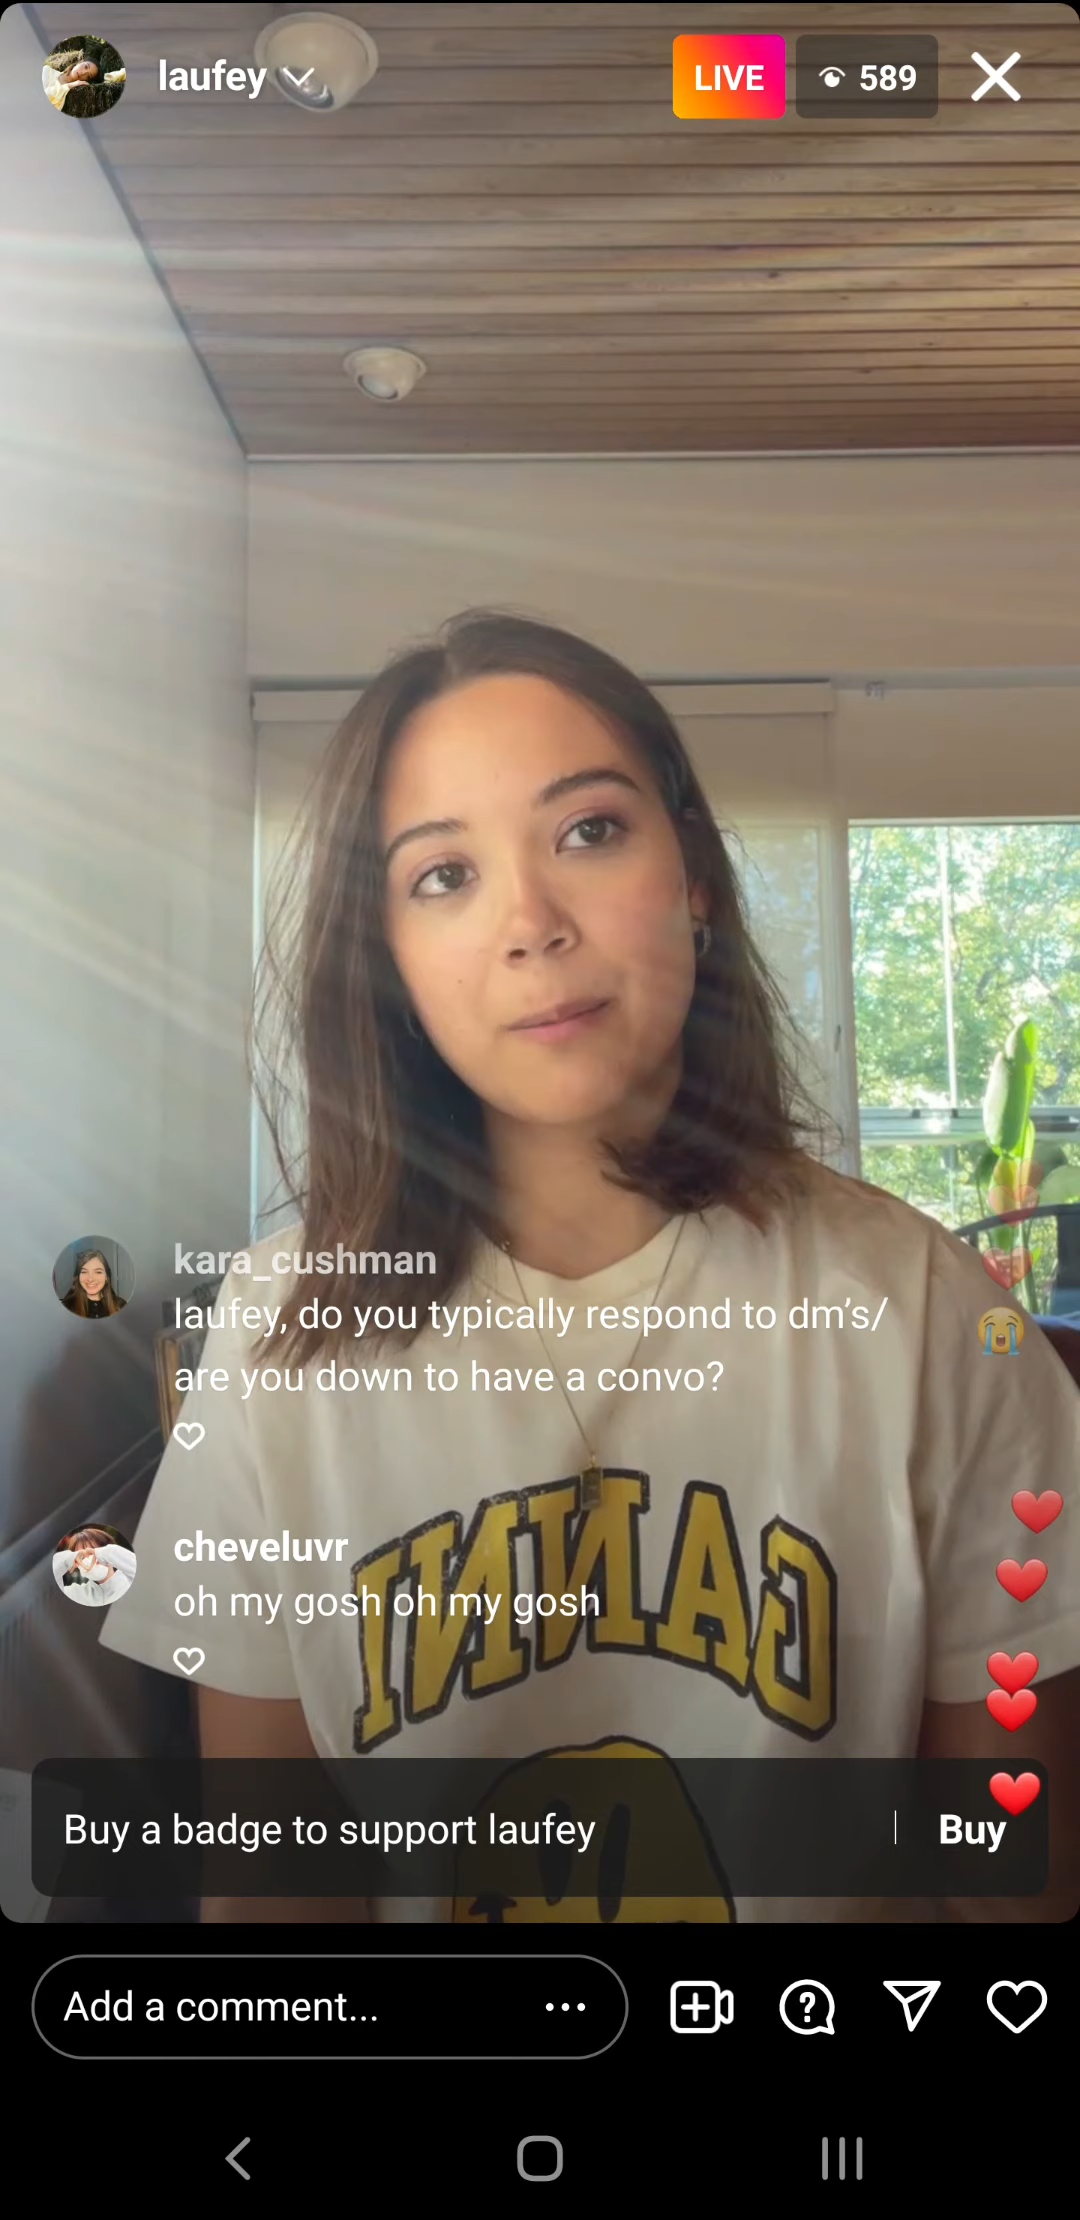 laufey
LIVE
589
kara_cushman
laufey, do you typically respond to dm’s/
are you down to have a convo?
cheveluvr
oh my gosh oh my gosh
GANNI
Buy a badge to support laufey
Buy
Add a comment...